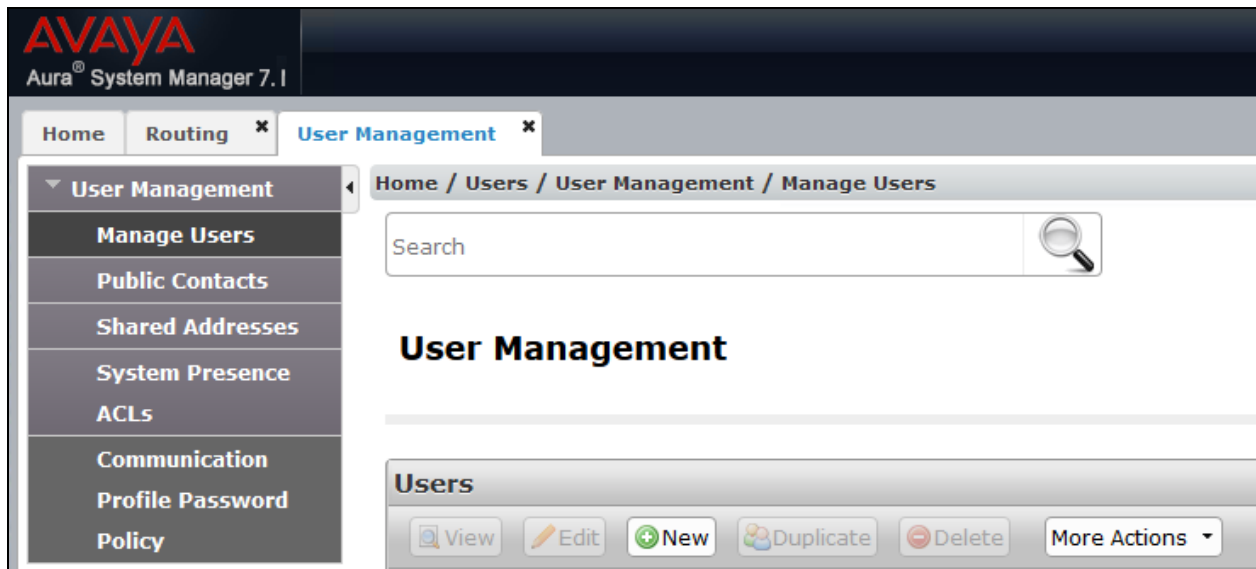 AVAYA
Aura® System Manager 7.1
Home Routing ✖ User Management ✖
User Management
Manage Users
Public Contacts
Shared Addresses
System Presence
ACLs
Communication
Profile Password
Policy
Home / Users / User Management / Manage Users
Search
User Management
Users
View Edit New Duplicate Delete More Actions